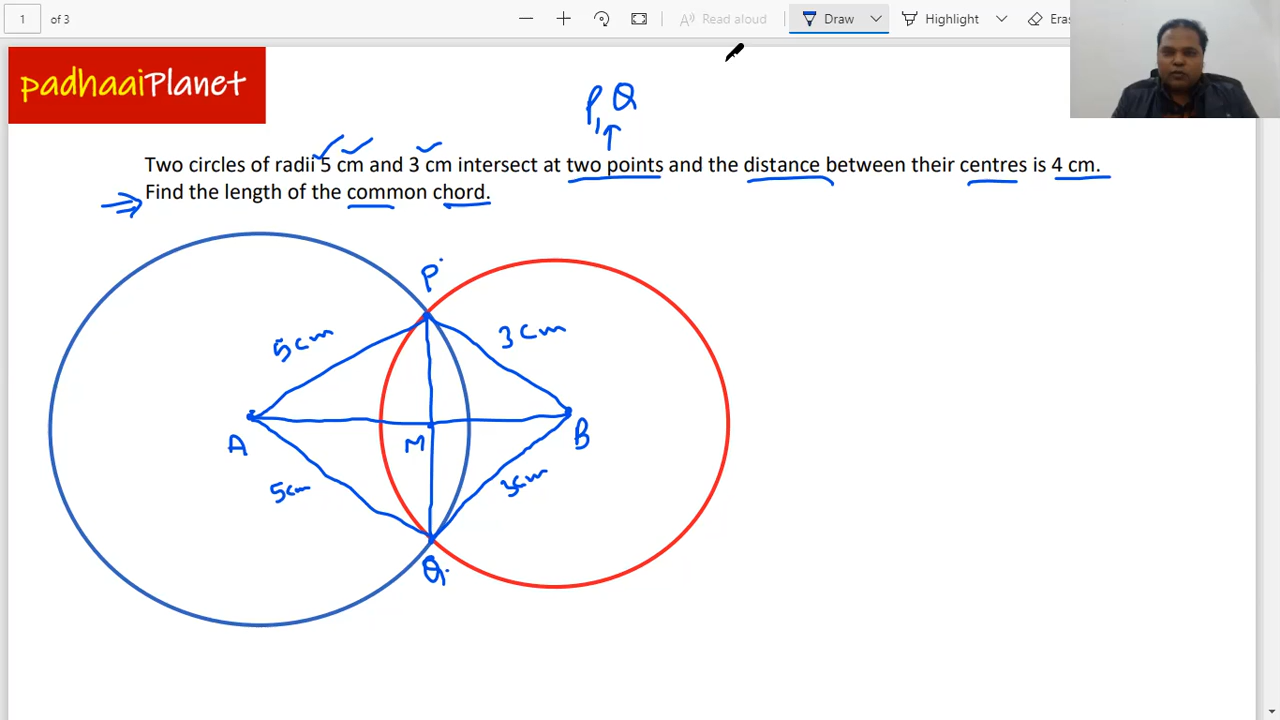 1 of 3 Read aloud Draw Highlight Eras
padhaaiPlanet
P, Q
Two circles of radii 5 cm and 3 cm intersect at two points and the distance between their centres is 4 cm.
Find the length of the common chord.
P
5cm 3cm
A M B
5cm 3cm
Q